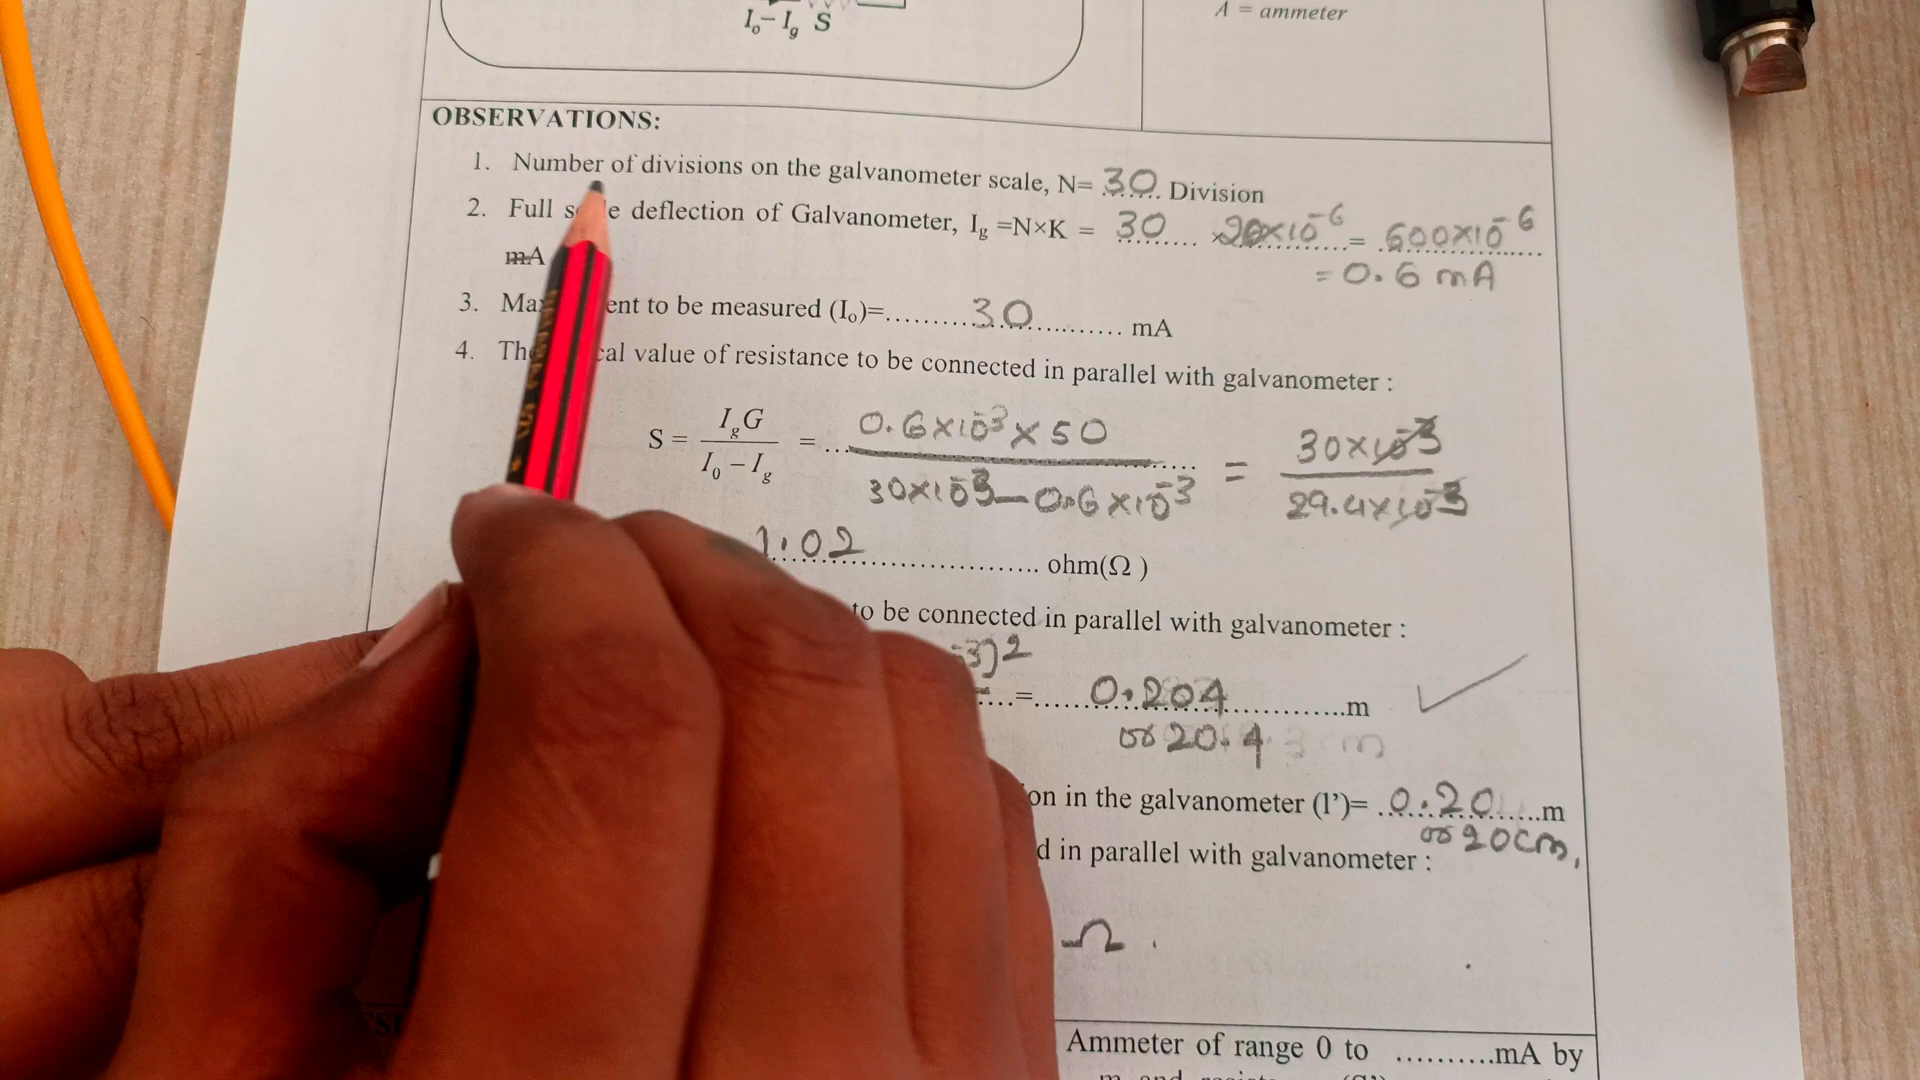 I₀-I_g S
A = ammeter
OBSERVATIONS:
1. Number of divisions on the galvanometer scale, N= 30 Division
2. Full deflection of Galvanometer, I_g =N×K = 30 ×20×10⁻⁶ = 600×10⁻⁶
mA = 0.6 mA
3. to be measured (I₀)= 30 mA
4. value of resistance to be connected in parallel with galvanometer :
S = I_gG / I₀ – I_g = 0.6×10⁻³×50 / 30×10⁻³–0.6×10⁻³ = 30×10⁻³ / 29.4×10⁻³
1.02 ohm(Ω )
to be connected in parallel with galvanometer :
⁻³)² = 0.204 m
or 20.4 cm
in the galvanometer (l’)= 0.20 m
or 20cm,
in parallel with galvanometer :
Ω .
Ammeter of range 0 to ..........mA by